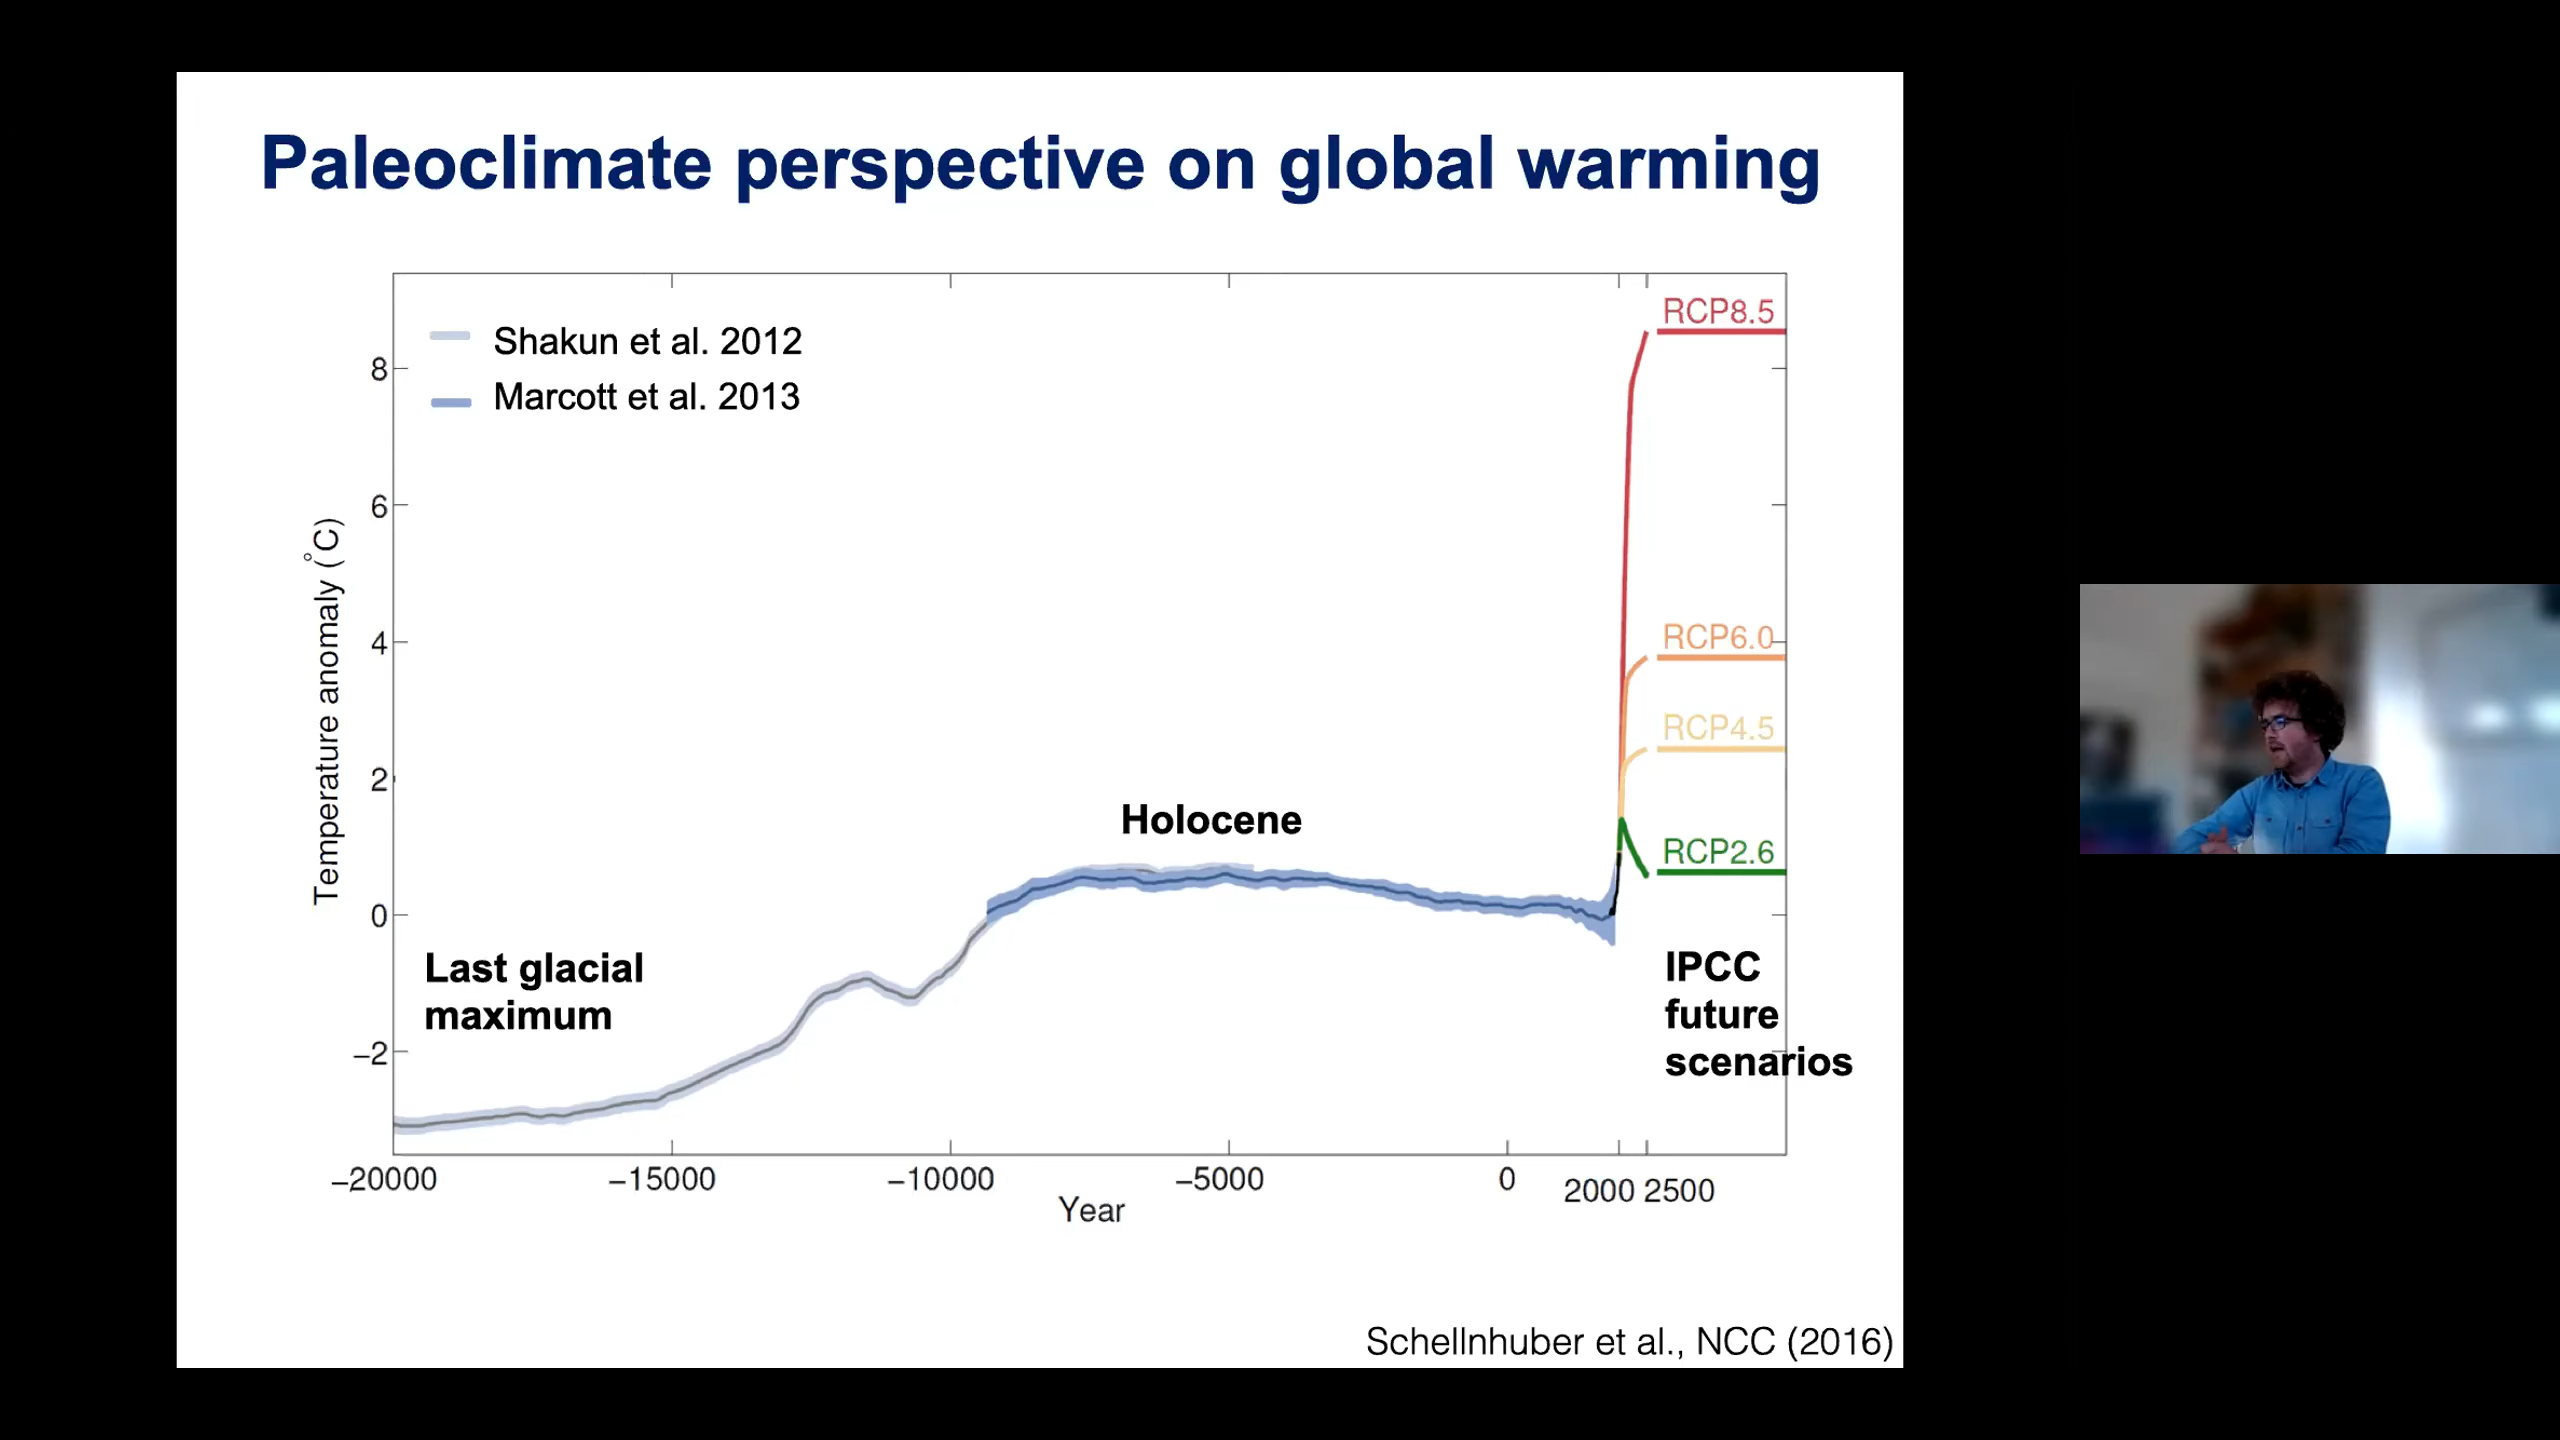 Paleoclimate perspective on global warming
Shakun et al. 2012
Marcott et al. 2013
RCP8.5
RCP6.0
RCP4.5
RCP2.6
Holocene
Last glacial
maximum
IPCC
future
scenarios
Temperature anomaly (°C)
8
6
4
2
0
−2
−20000 −15000 −10000 −5000 0 2000 2500
Year
Schellnhuber et al., NCC (2016)